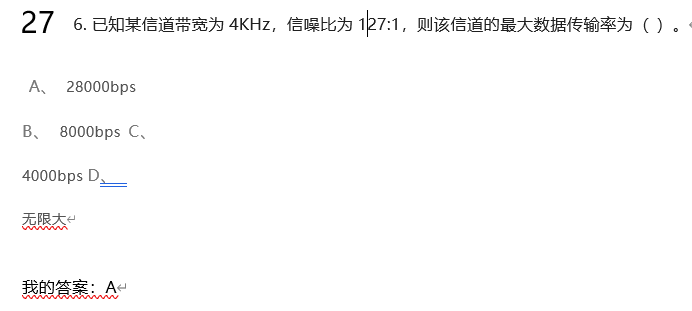 27 6. 已知某信道带宽为 4KHz，信噪比为 127:1，则该信道的最大数据传输率为（ ）。
A、 28000bps
B、 8000bps C、
4000bps D、
无限大
我的答案：A